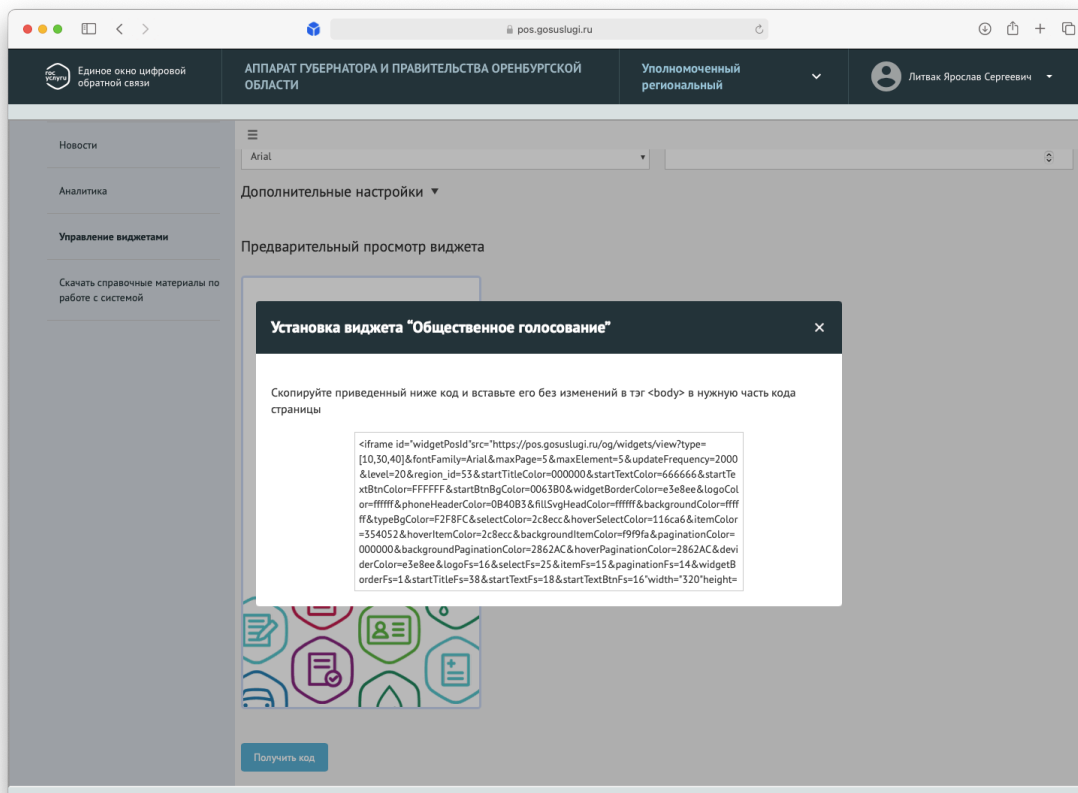 pos.gosuslugi.ru
гос услуги
Единое окно цифровой
обратной связи
АППАРАТ ГУБЕРНАТОРА И ПРАВИТЕЛЬСТВА ОРЕНБУРГСКОЙ
ОБЛАСТИ
Уполномоченный
региональный
Литвак Ярослав Сергеевич
Новости
Аналитика
Управление виджетами
Скачать справочные материалы по
работе с системой
Arial
Дополнительные настройки ▼
Предварительный просмотр виджета
Установка виджета “Общественное голосование”
Скопируйте приведенный ниже код и вставьте его без изменений в тэг <body> в нужную часть кода
страницы
<iframe id="widgetPosId"src="https://pos.gosuslugi.ru/og/widgets/view?type=
[10,30,40]&fontFamily=Arial&maxPage=5&maxElement=5&updateFrequency=2000
&level=20&region_id=53&startTitleColor=000000&startTextColor=666666&startTe
xtBtnColor=FFFFFF&startBtnBgColor=0063B0&widgetBorderColor=e3e8ee&logoCol
or=ffffff&phoneHeaderColor=0B40B3&fillSvgHeadColor=ffffff&backgroundColor=ffff
ff&typeBgColor=F2F8FC&selectColor=2c8ecc&hoverSelectColor=116ca6&itemColor
=354052&hoverItemColor=2c8ecc&backgroundItemColor=f9f9fa&paginationColor=
000000&backgroundPaginationColor=2862AC&hoverPaginationColor=2862AC&devi
derColor=e3e8ee&logoFs=16&selectFs=25&itemFs=15&paginationFs=14&widgetB
orderFs=1&startTitleFs=38&startTextFs=18&startTextBtnFs=16"width="320"height=
Получить код